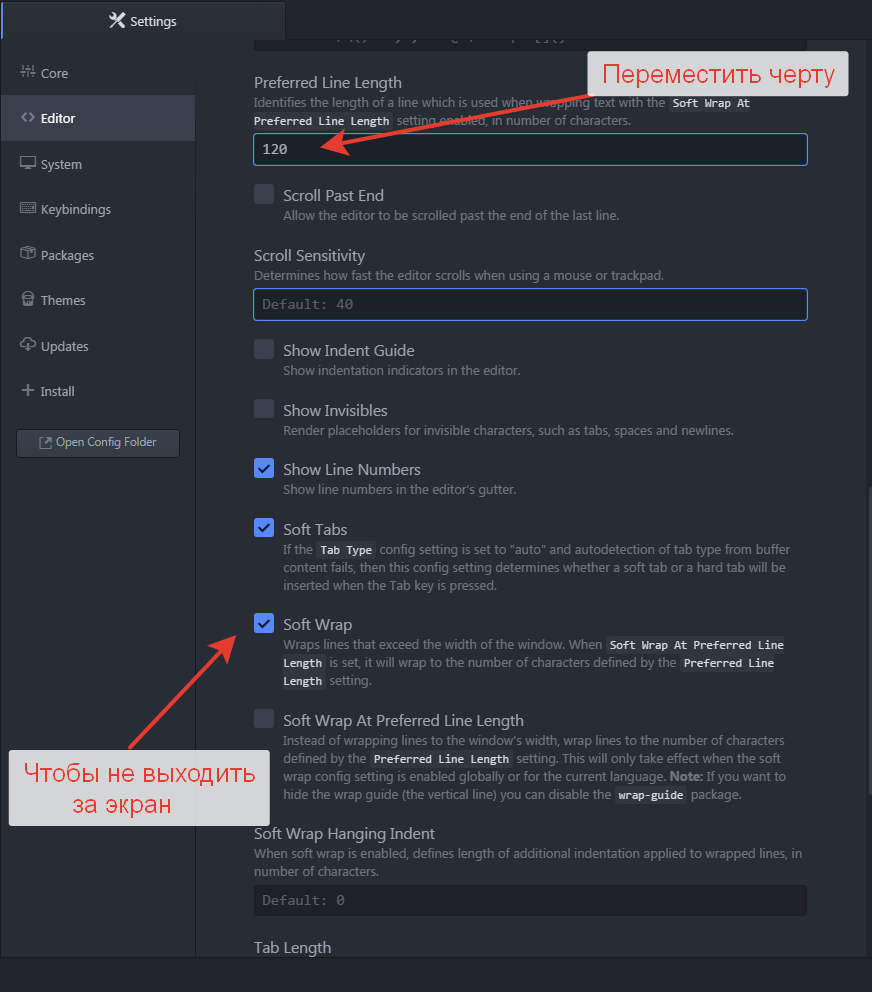 Settings
Core
Editor
System
Keybindings
Packages
Themes
Updates
Install
Open Config Folder
Preferred Line Length
Identifies the length of a line which is used when wrapping text with the Soft Wrap At
Preferred Line Length setting enabled, in number of characters.
120
Переместить черту
Scroll Past End
Allow the editor to be scrolled past the end of the last line.
Scroll Sensitivity
Determines how fast the editor scrolls when using a mouse or trackpad.
Default: 40
Show Indent Guide
Show indentation indicators in the editor.
Show Invisibles
Render placeholders for invisible characters, such as tabs, spaces and newlines.
Show Line Numbers
Show line numbers in the editor's gutter.
Soft Tabs
If the Tab Type config setting is set to "auto" and autodetection of tab type from buffer
content fails, then this config setting determines whether a soft tab or a hard tab will be
inserted when the Tab key is pressed.
Soft Wrap
Wraps lines that exceed the width of the window. When Soft Wrap At Preferred Line
Length is set, it will wrap to the number of characters defined by the Preferred Line
Length setting.
Чтобы не выходить
за экран
Soft Wrap At Preferred Line Length
Instead of wrapping lines to the window's width, wrap lines to the number of characters
defined by the Preferred Line Length setting. This will only take effect when the soft
wrap config setting is enabled globally or for the current language. Note: If you want to
hide the wrap guide (the vertical line) you can disable the wrap-guide package.
Soft Wrap Hanging Indent
When soft wrap is enabled, defines length of additional indentation applied to wrapped lines, in
number of characters.
Default: 0
Tab Length